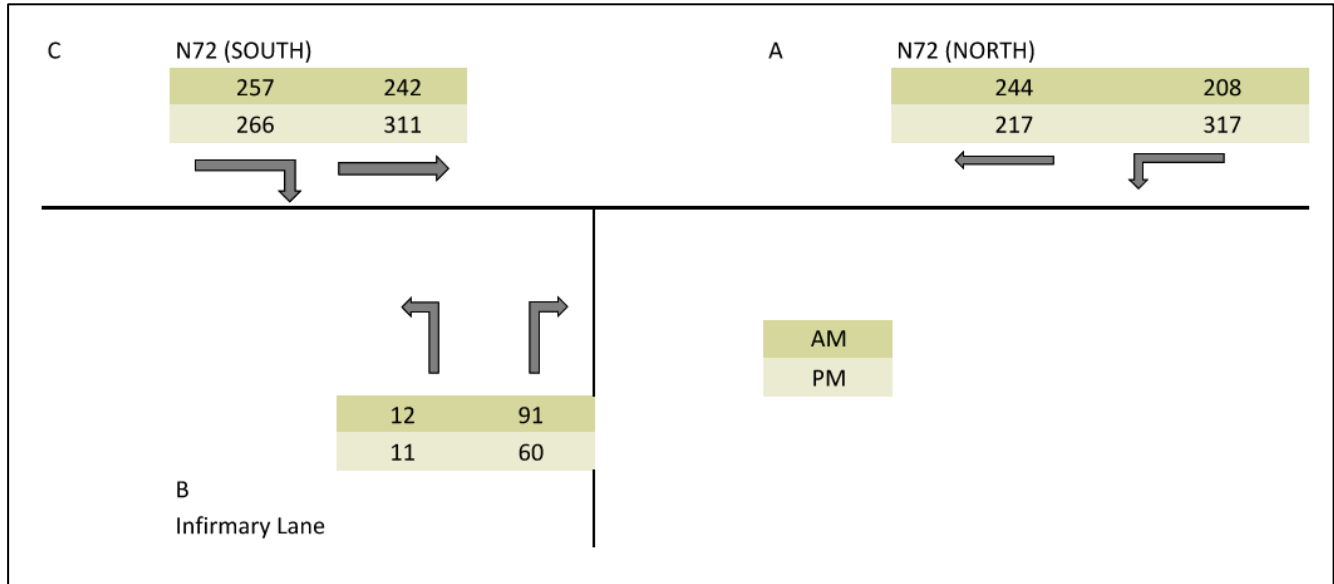 C N72 (SOUTH) A N72 (NORTH)
257 242 244 208
266 311 217 317
AM
PM
12 91
11 60
B
Infirmary Lane